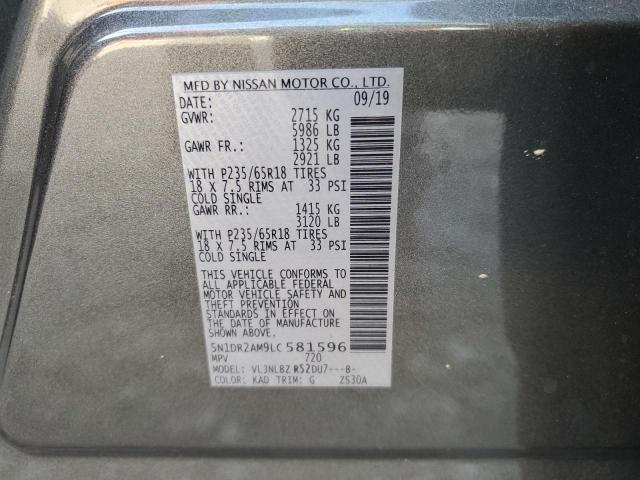 MFD BY NISSAN MOTOR CO., LTD.
DATE: 09/19
GVWR: 2715 KG
5986 LB
GAWR FR.: 1325 KG
2921 LB
WITH P235/65R18 TIRES
18 X 7.5 RIMS AT 33 PSI
COLD SINGLE
GAWR RR.: 1415 KG
3120 LB
WITH P235/65R18 TIRES
18 X 7.5 RIMS AT 33 PSI
COLD SINGLE
THIS VEHICLE CONFORMS TO
ALL APPLICABLE FEDERAL
MOTOR VEHICLE SAFETY AND
THEFT PREVENTION
STANDARDS IN EFFECT ON
THE DATE OF MANUFACTURE
SHOWN ABOVE.
5N1DR2AM9LC581596
MPV 720
MODEL: VL3NLBZ R52DU7---B-
COLOR: KAD TRIM: G ZS30A